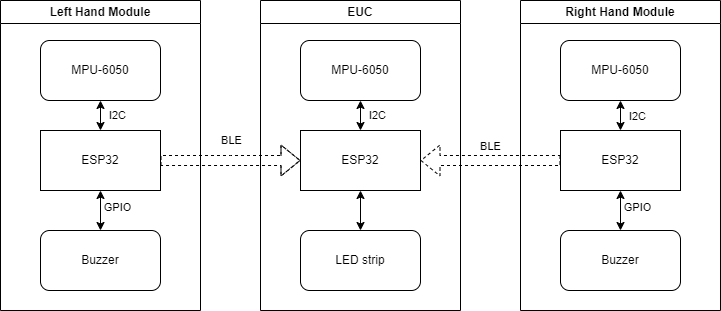 Left Hand Module
MPU-6050
I2C
ESP32
GPIO
Buzzer
BLE
EUC
MPU-6050
I2C
ESP32
LED strip
BLE
Right Hand Module
MPU-6050
I2C
ESP32
GPIO
Buzzer